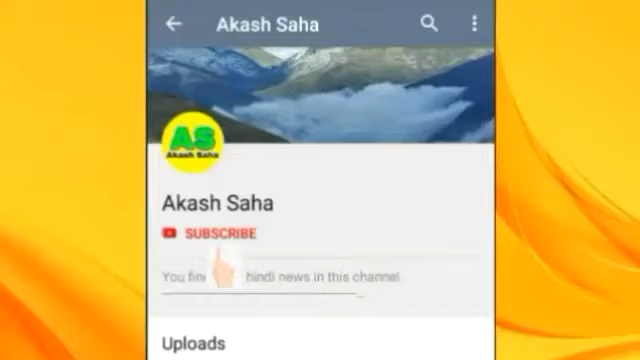 Akash Saha
AS
Akash Saha
Akash Saha
SUBSCRIBE
You fin hindi news in this channel
Uploads